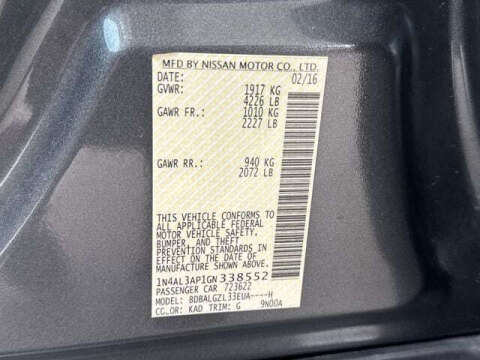 MFD BY NISSAN MOTOR CO., LTD.
DATE: 02/16
GVWR: 1917 KG
4226 LB
GAWR FR.: 1010 KG
2227 LB
GAWR RR.: 940 KG
2072 LB
THIS VEHICLE CONFORMS TO
ALL APPLICABLE FEDERAL
MOTOR VEHICLE SAFETY,
BUMPER, AND THEFT
PREVENTION STANDARDS IN
EFFECT ON THE DATE OF
MANUFACTURE SHOWN ABOVE.
1N4AL3AP1GN338552
PASSENGER CAR 723622
MODEL: BDBALGZL33EUA----H
CO.OR: KAD TRIM: G 9N00A